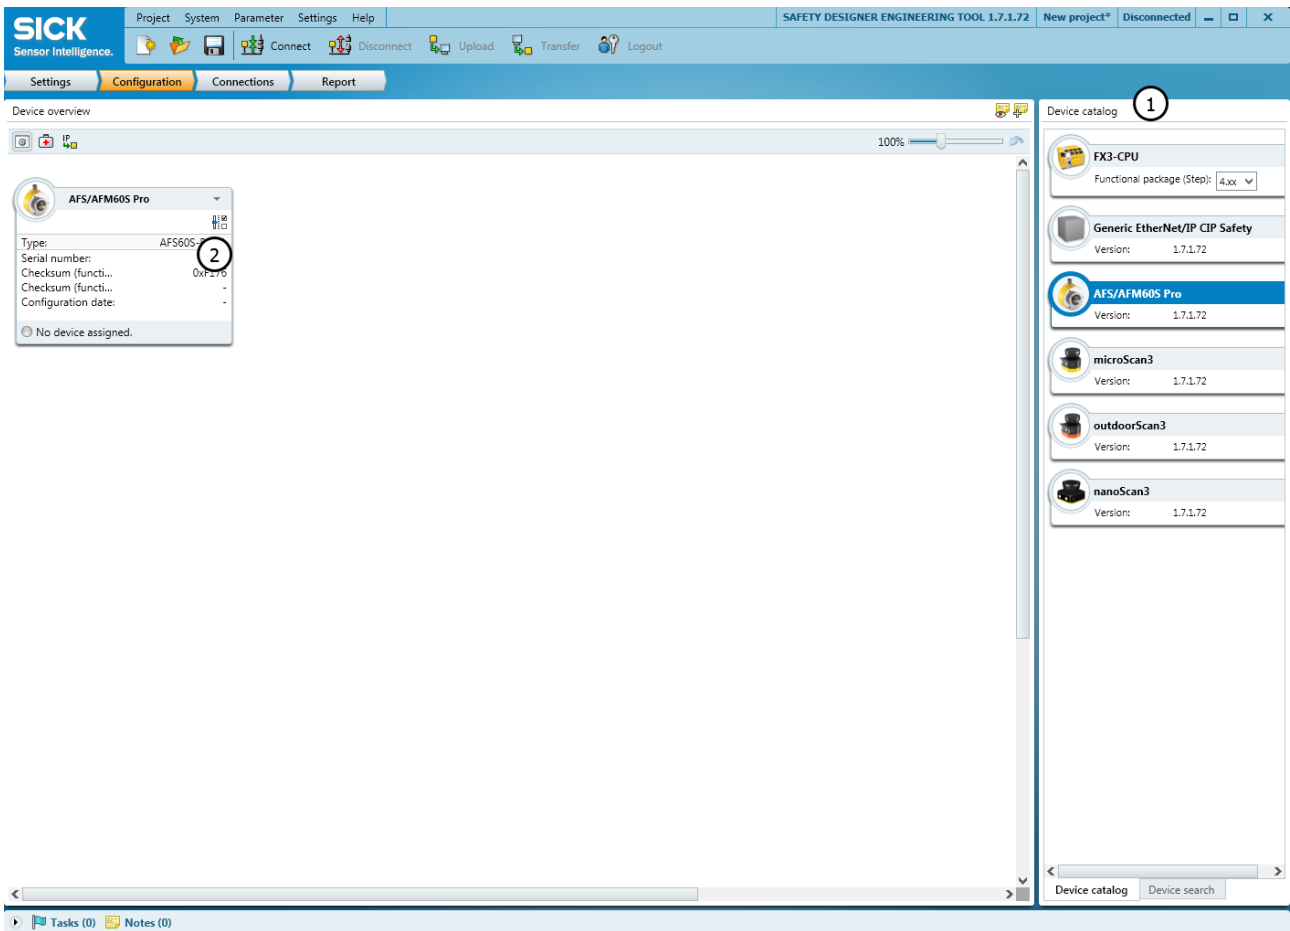 SICK
Sensor Intelligence.
Project System Parameter Settings Help
SAFETY DESIGNER ENGINEERING TOOL 1.7.1.72 New project* Disconnected
Connect Disconnect Upload Transfer Logout
Settings Configuration Connections Report
Device overview
Device catalog
1
IP
100%
FX3-CPU
Functional package (Step): 4.xx
AFS/AFM60S Pro
Type: AFS60S-
2
Serial number:
Checksum (functi... 0xF176
Checksum (functi... -
Configuration date: -
No device assigned.
Generic EtherNet/IP CIP Safety
Version: 1.7.1.72
AFS/AFM60S Pro
Version: 1.7.1.72
microScan3
Version: 1.7.1.72
outdoorScan3
Version: 1.7.1.72
nanoScan3
Version: 1.7.1.72
Device catalog Device search
Tasks (0) Notes (0)